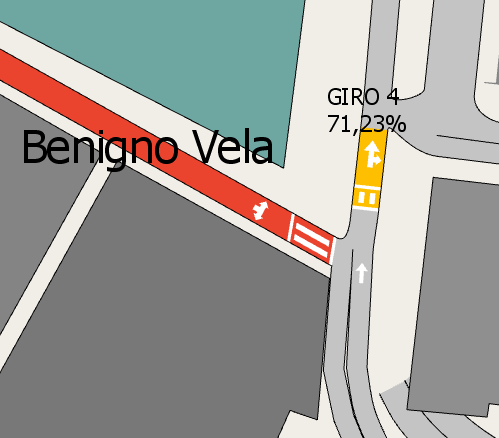 GIRO 4
71,23%
Benigno Vela